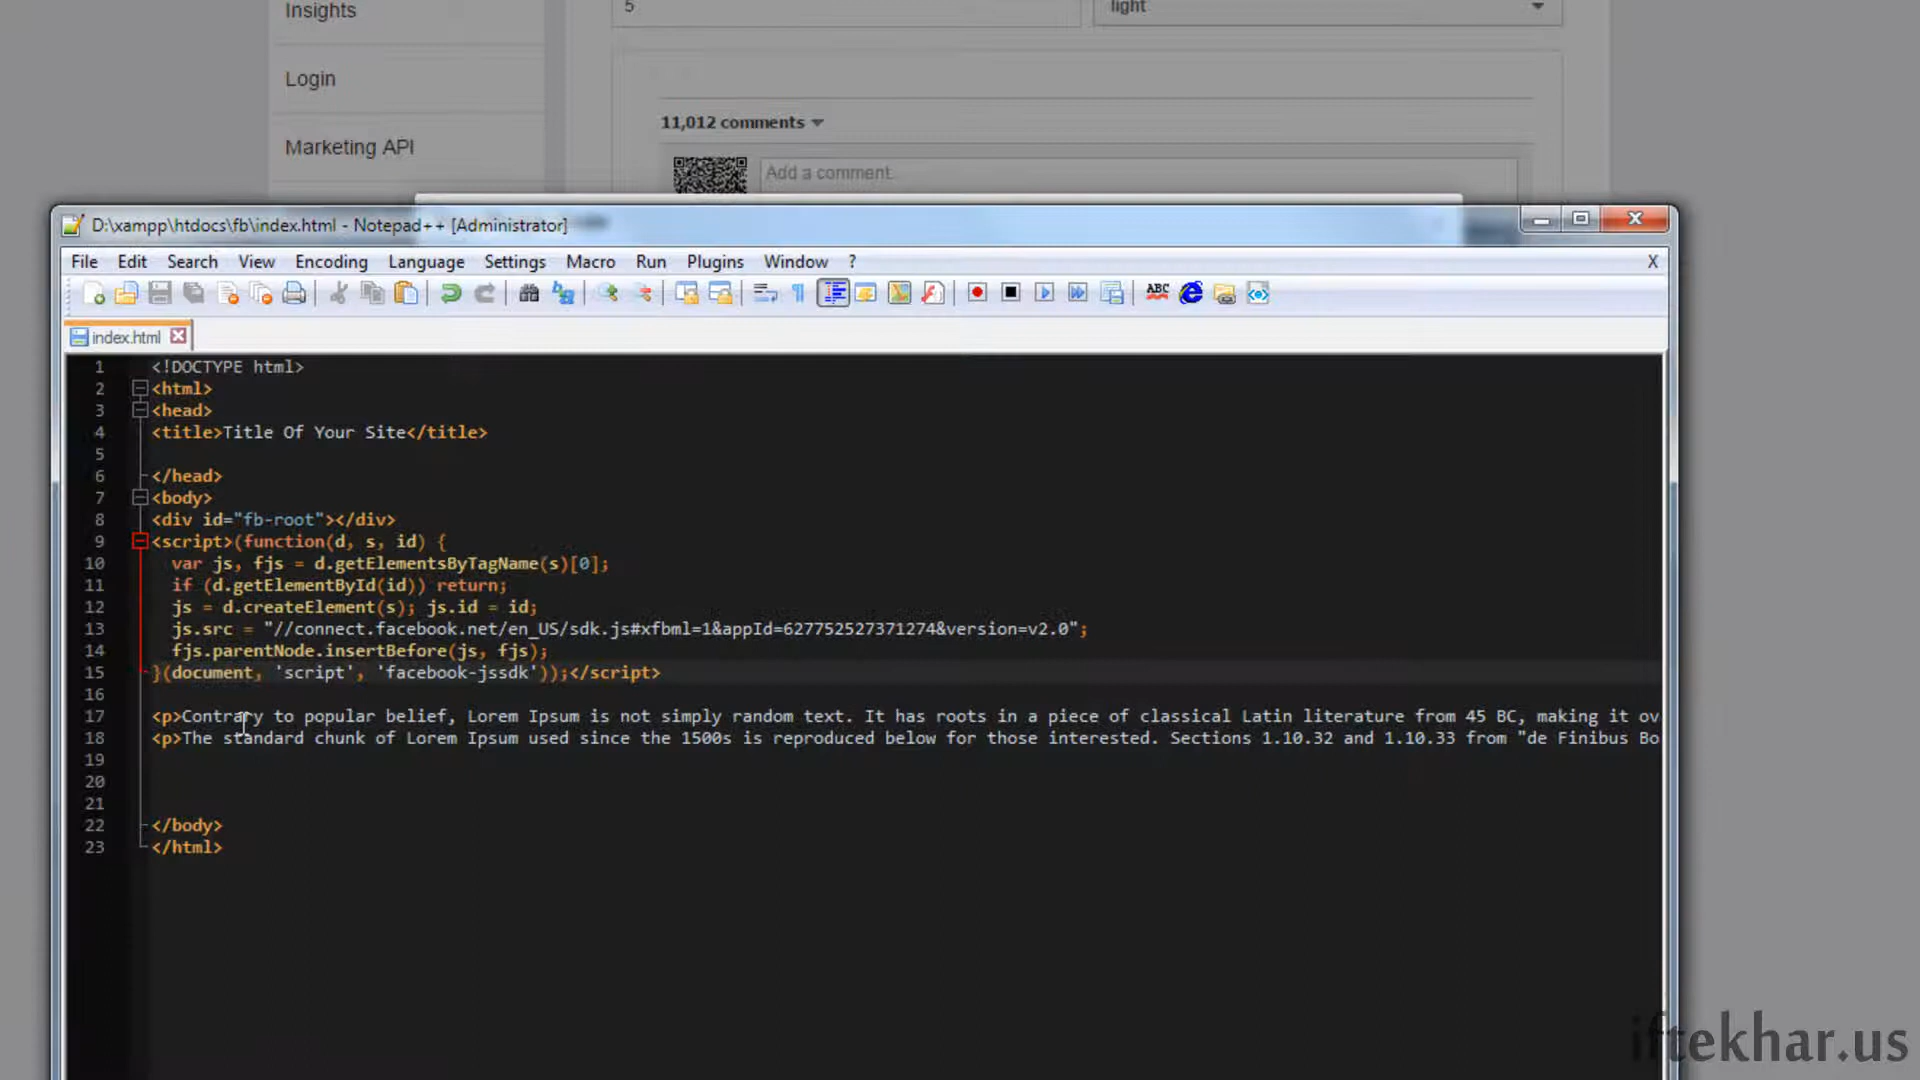 Insights
5
light
Login
11,012 comments
Marketing API
Add a comment.
D:\xampp\htdocs\fb\index.html - Notepad++ [Administrator]
File Edit Search View Encoding Language Settings Macro Run Plugins Window ? X
ABC
index.html
1 <!DOCTYPE html>
2 <html>
3 <head>
4 <title>Title Of Your Site</title>
5
6 </head>
7 <body>
8 <div id="fb-root"></div>
9 <script>(function(d, s, id) {
10 var js, fjs = d.getElementsByTagName(s)[0];
11 if (d.getElementById(id)) return;
12 js = d.createElement(s); js.id = id;
13 js.src = "//connect.facebook.net/en_US/sdk.js#xfbml=1&appId=627752527371274&version=v2.0";
14 fjs.parentNode.insertBefore(js, fjs);
15 }(document, 'script', 'facebook-jssdk'));</script>
16
17 <p>Contrary to popular belief, Lorem Ipsum is not simply random text. It has roots in a piece of classical Latin literature from 45 BC, making it ov
18 <p>The standard chunk of Lorem Ipsum used since the 1500s is reproduced below for those interested. Sections 1.10.32 and 1.10.33 from "de Finibus Bo
19
20
21
22 </body>
23 </html>
iftekhar.us